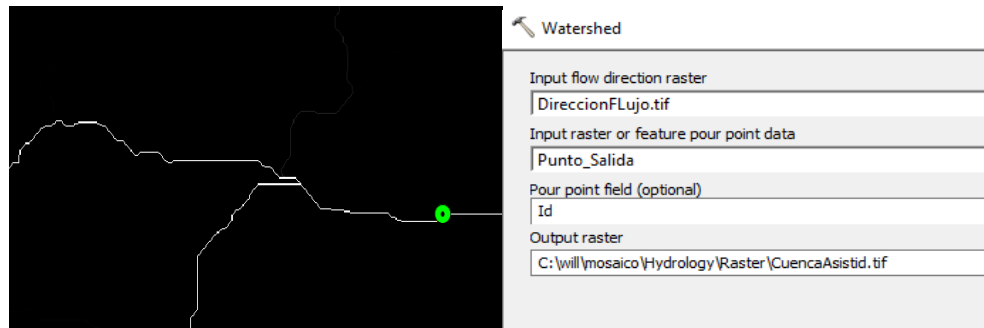 Watershed
Input flow direction raster
DireccionFLujo.tif
Input raster or feature pour point data
Punto_Salida
Pour point field (optional)
Id
Output raster
C:\will\mosaico\Hydrology\Raster\CuencaAsistid.tif